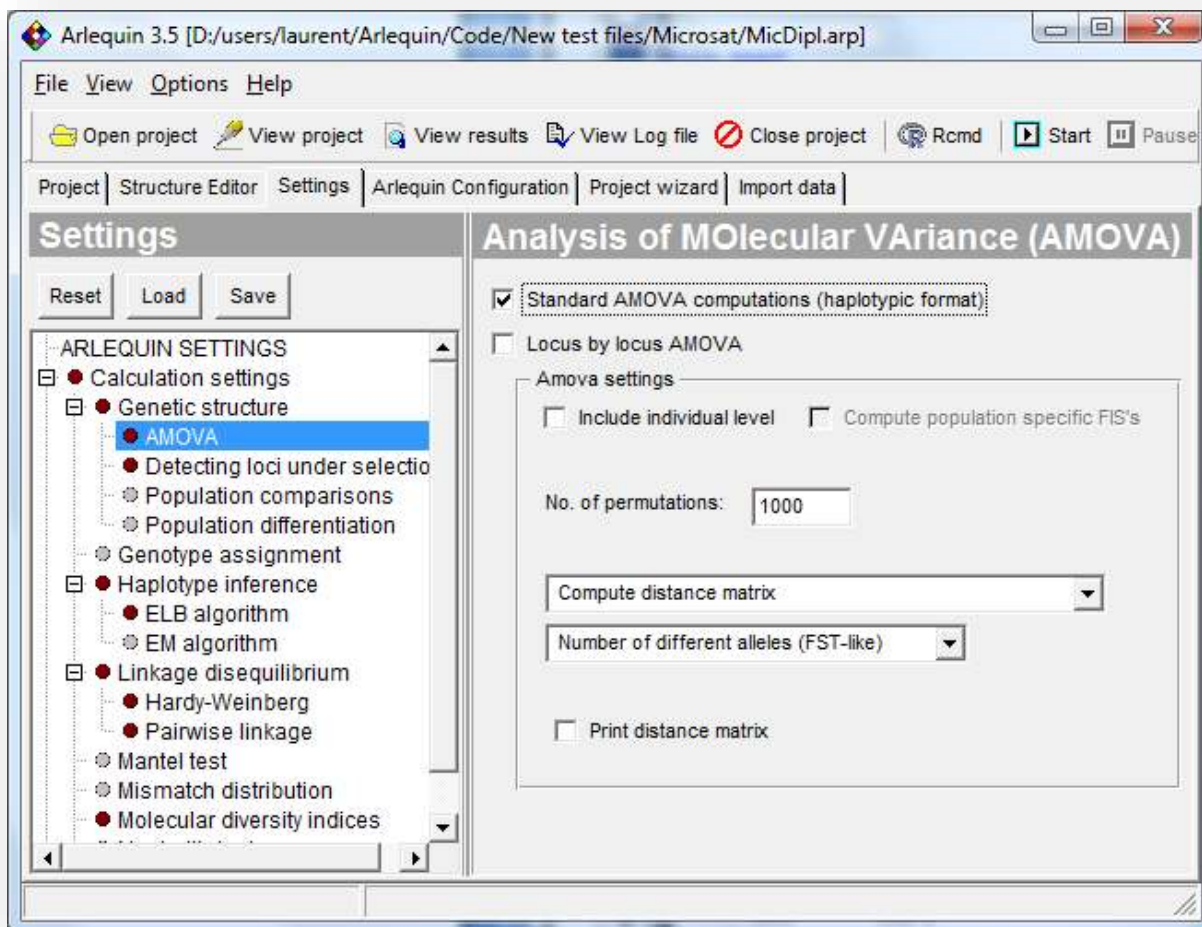 Arlequin 3.5 [D:/users/laurent/Arlequin/Code/New test files/Microsat/MicDipl.arp]
File View Options Help
Open project View project View results View Log file Close project Rcmd Start Pause
Project Structure Editor Settings Arlequin Configuration Project wizard Import data
Settings
Reset Load Save
ARLEQUIN SETTINGS
Calculation settings
Genetic structure
AMOVA
Detecting loci under selectio
Population comparisons
Population differentiation
Genotype assignment
Haplotype inference
ELB algorithm
EM algorithm
Linkage disequilibrium
Hardy-Weinberg
Pairwise linkage
Mantel test
Mismatch distribution
Molecular diversity indices
Analysis of MOlecular VAriance (AMOVA)
Standard AMOVA computations (haplotypic format)
Locus by locus AMOVA
Amova settings
Include individual level Compute population specific FIS's
No. of permutations: 1000
Compute distance matrix
Number of different alleles (FST-like)
Print distance matrix